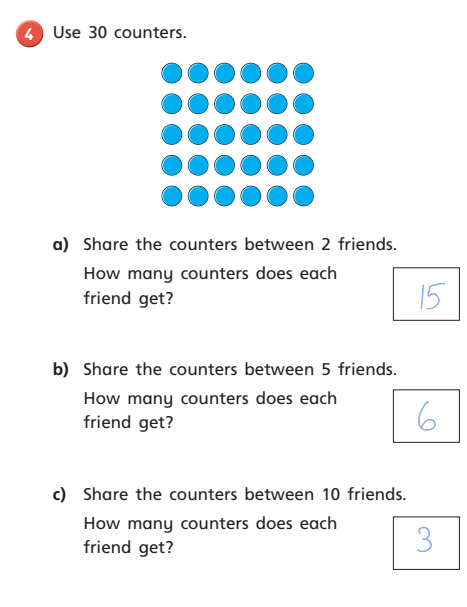 4 Use 30 counters.
a) Share the counters between 2 friends.
How many counters does each
friend get?
15
b) Share the counters between 5 friends.
How many counters does each
friend get?
6
c) Share the counters between 10 friends.
How many counters does each
friend get?
3